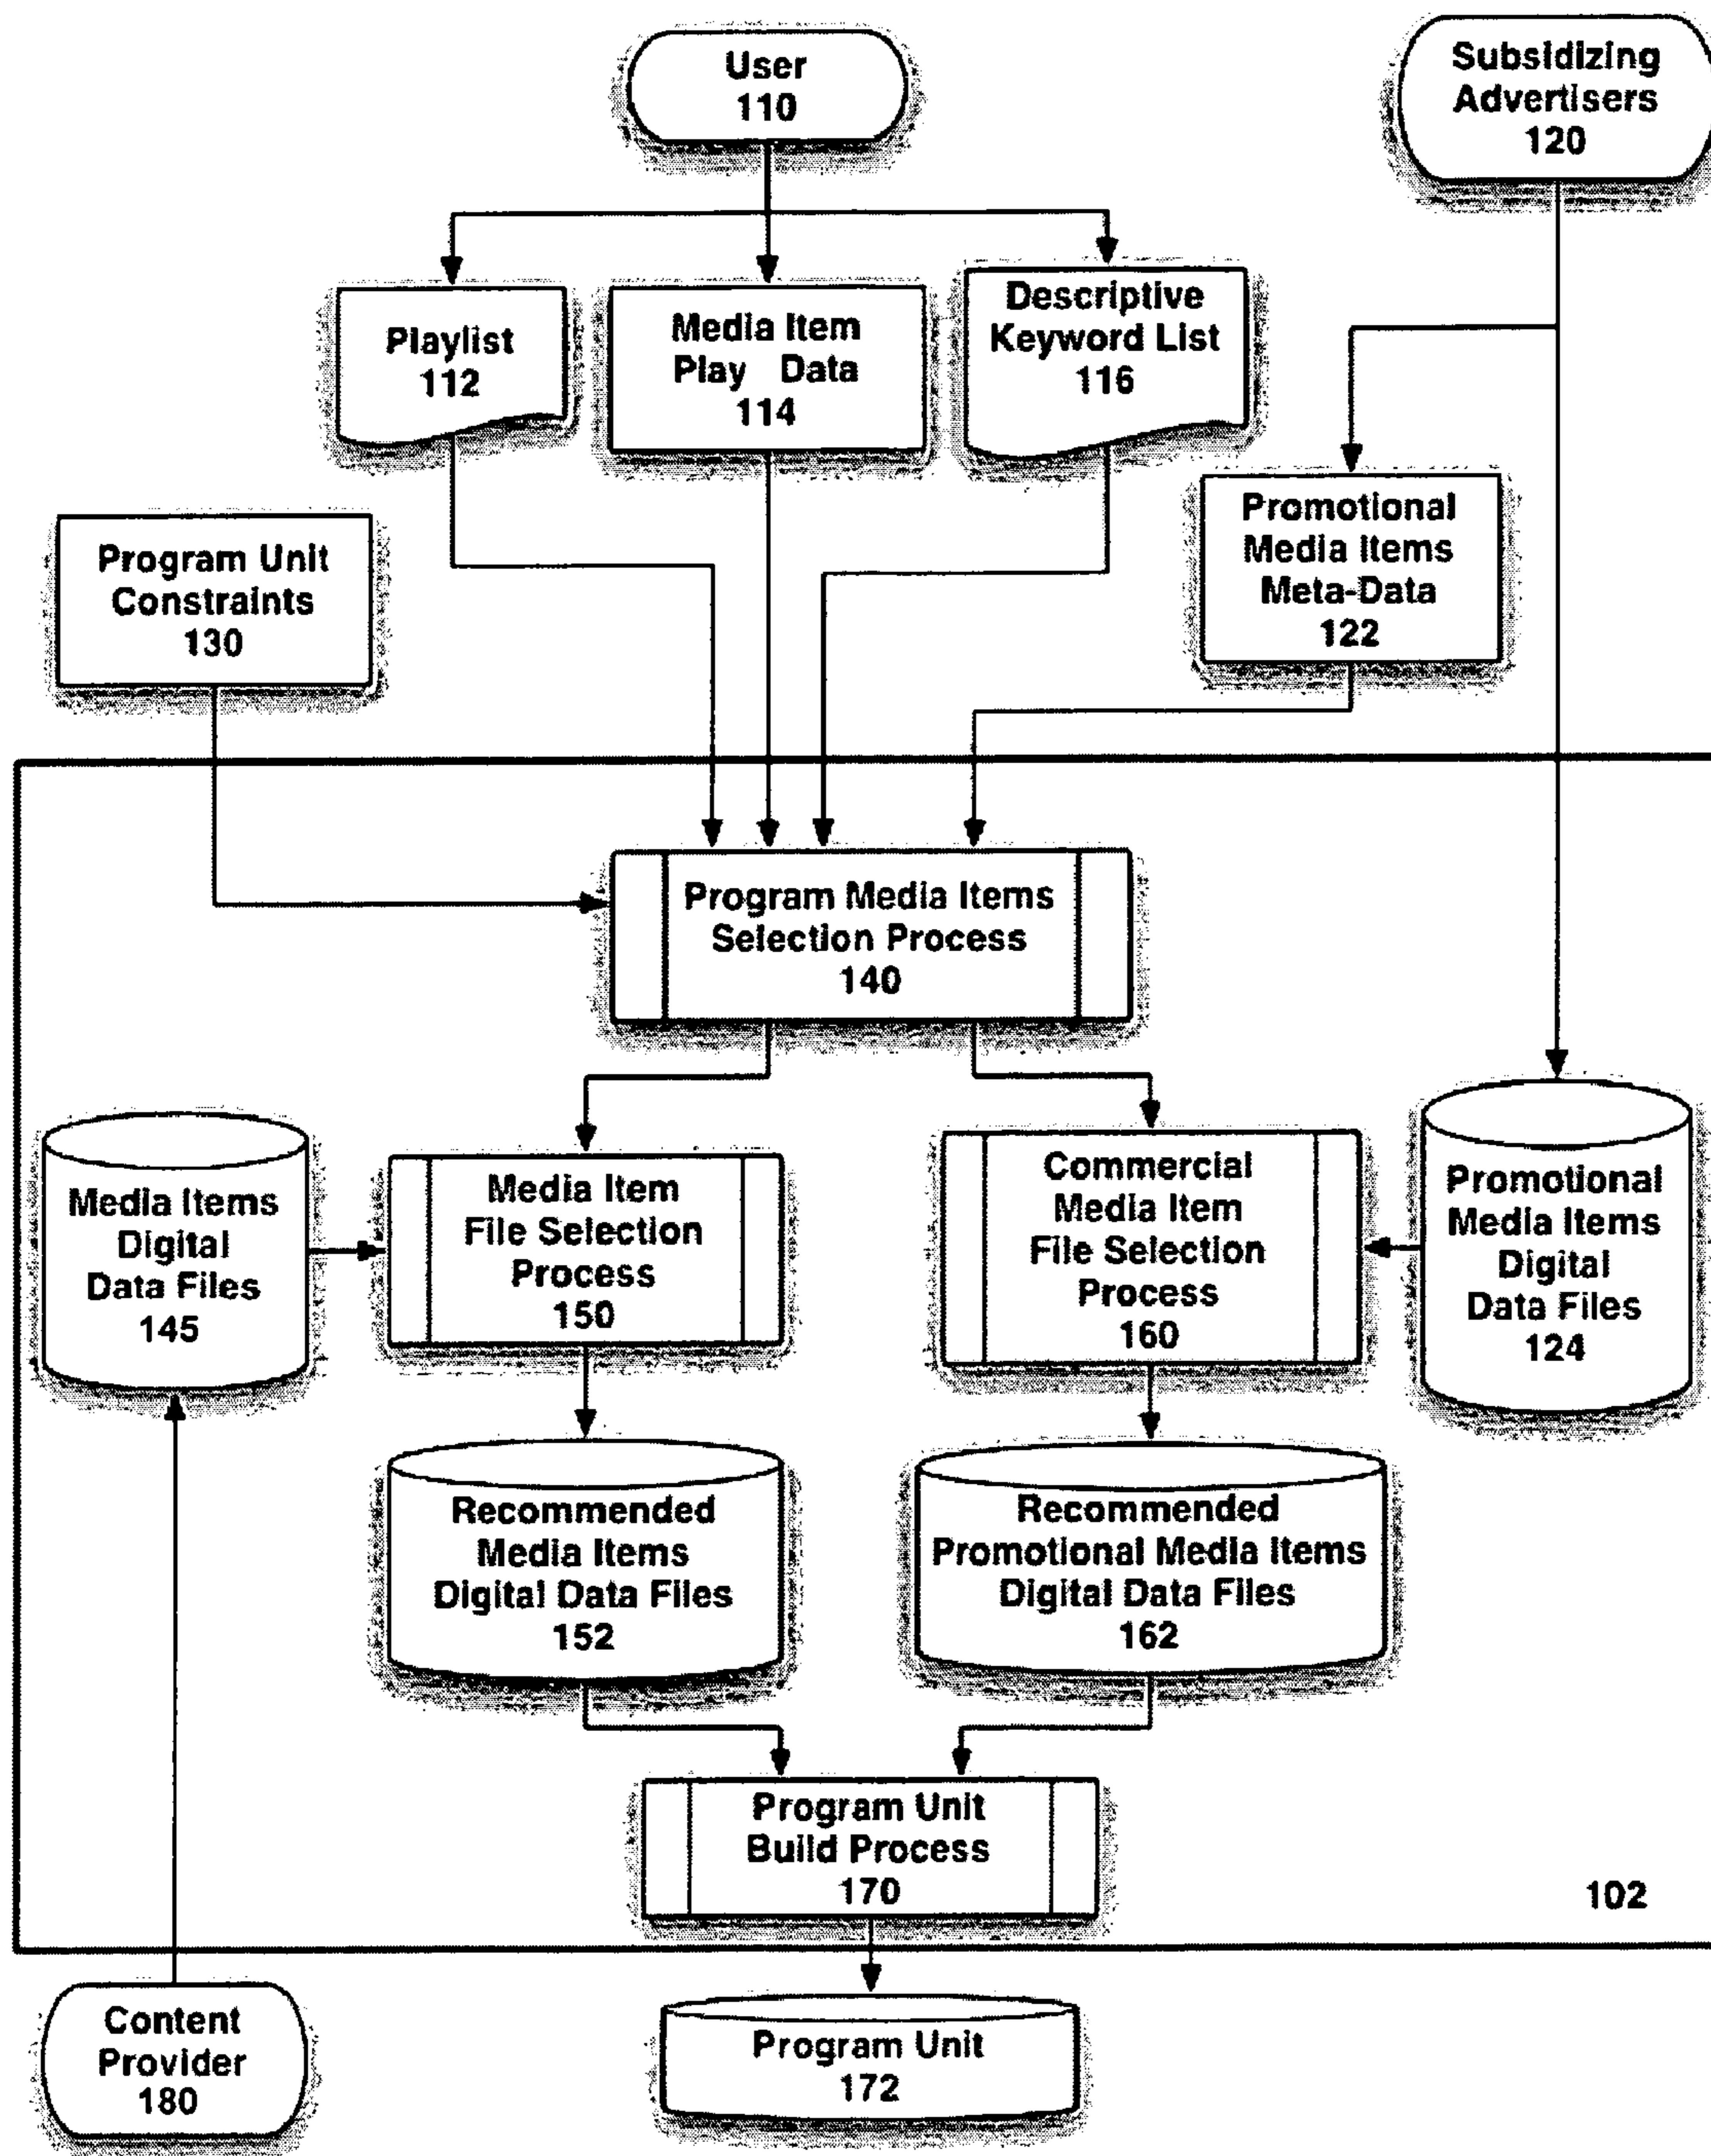 User
110
Subsidizing
Advertisers
120
Playlist
112
Media Item
Play Data
114
Descriptive
Keyword List
116
Program Unit
Constraints
130
Promotional
Media Items
Meta-Data
122
Program Media Items
Selection Process
140
Media Items
Digital
Data Files
145
Media Item
File Selection
Process
150
Commercial
Media Item
File Selection
Process
160
Promotional
Media Items
Digital
Data Files
124
Recommended
Media Items
Digital Data Files
152
Recommended
Promotional Media Items
Digital Data Files
162
Program Unit
Build Process
170
102
Content
Provider
180
Program Unit
172